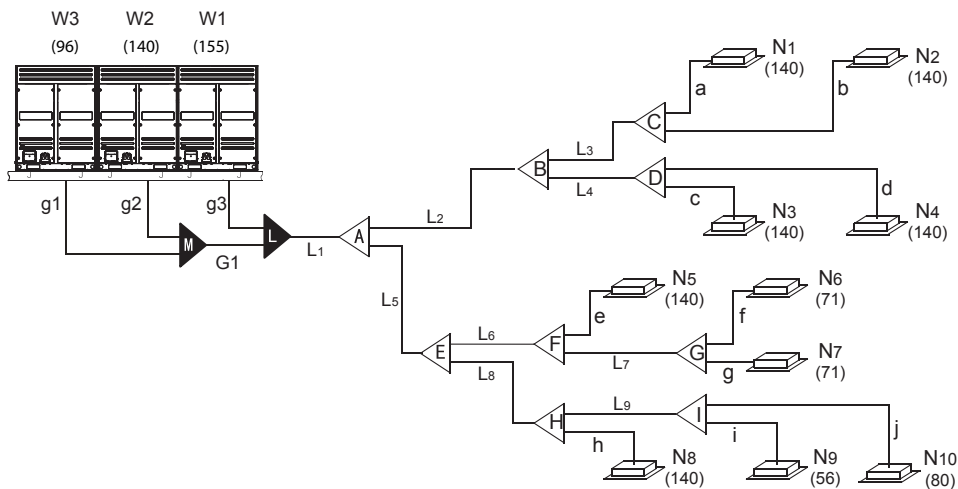 W3 W2 W1
(96) (140) (155)
N1
(140)
N2
(140)
a
b
C
L3
B
L4
D
d
c
N3
(140)
N4
(140)
g1 g2 g3
M
G1
L
L1
A
L2
L5
N5
(140)
N6
(71)
e
f
L6
F
E
L8
L7
G
g
N7
(71)
L9
I
j
H
h
i
N8
(140)
N9
(56)
N10
(80)